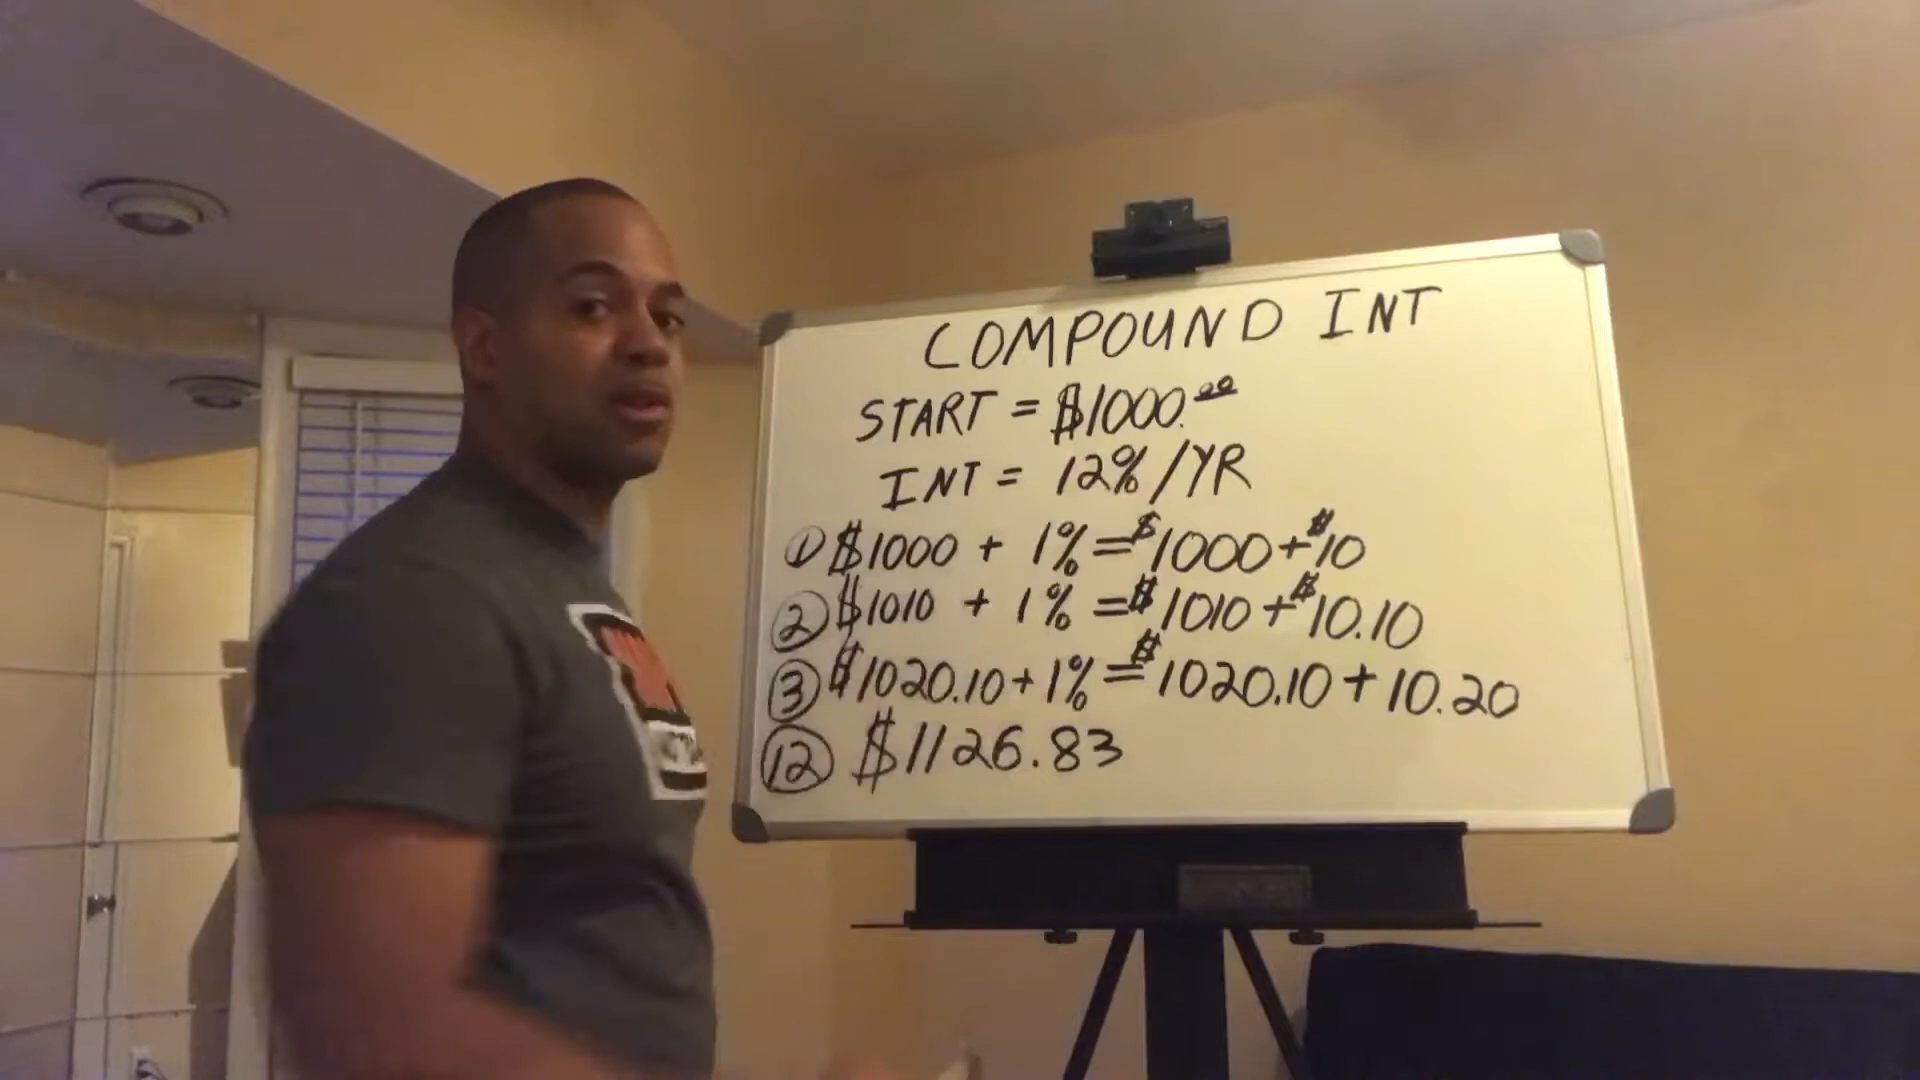 COMPOUND INT
START = $1000.00
INT = 12% /YR
① $1000 + 1% = $1000 + $10
② $1010 + 1% = $1010 + $10.10
③ $1020.10 + 1% = $1020.10 + 10.20
⑫ $1126.83